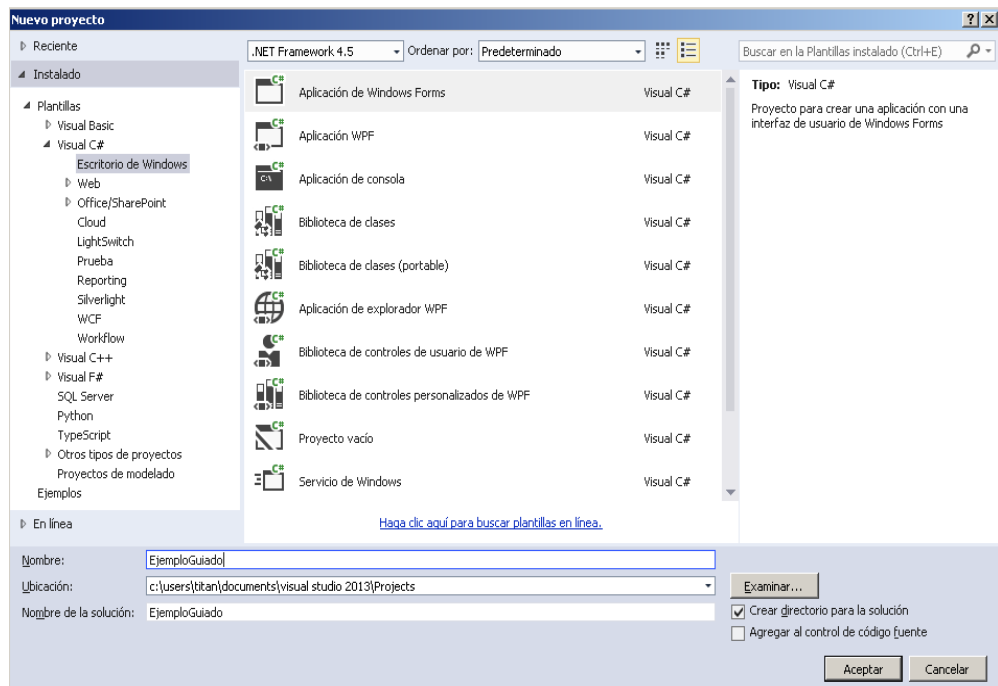 Nuevo proyecto
Reciente
.NET Framework 4.5
Ordenar por:
Predeterminado
Buscar en la Plantillas instalado (Ctrl+E)
Instalado
Plantillas
Visual Basic
Visual C#
Escritorio de Windows
Web
Office/SharePoint
Cloud
LightSwitch
Prueba
Reporting
Silverlight
WCF
Workflow
Visual C++
Visual F#
SQL Server
Python
TypeScript
Otros tipos de proyectos
Proyectos de modelado
Ejemplos
En línea
Aplicación de Windows Forms Visual C#
Aplicación WPF Visual C#
Aplicación de consola Visual C#
Biblioteca de clases Visual C#
Biblioteca de clases (portable) Visual C#
Aplicación de explorador WPF Visual C#
Biblioteca de controles de usuario de WPF Visual C#
Biblioteca de controles personalizados de WPF Visual C#
Proyecto vacío Visual C#
Servicio de Windows Visual C#
Haga clic aquí para buscar plantillas en línea.
Tipo: Visual C#
Proyecto para crear una aplicación con una
interfaz de usuario de Windows Forms
Nombre: EjemploGuiado
Ubicación: c:\users\titan\documents\visual studio 2013\Projects
Examinar...
Nombre de la solución: EjemploGuiado
Crear directorio para la solución
Agregar al control de código fuente
Aceptar
Cancelar